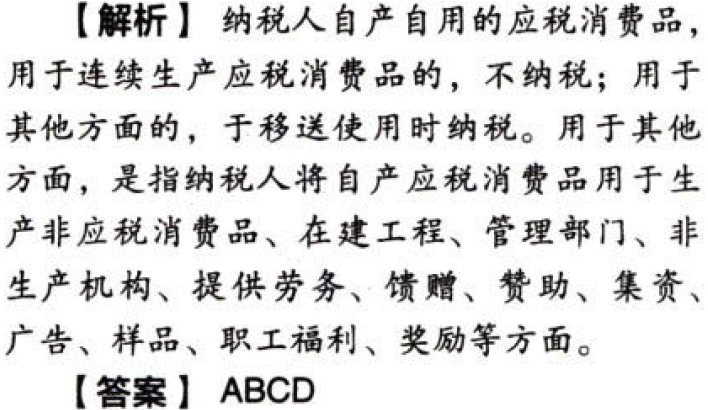 【解析】 纳税人自产自用的应税消费品，
用于连续生产应税消费品的，不纳税；用于
其他方面的，于移送使用时纳税。用于其他
方面，是指纳税人将自产应税消费品用于生
产非应税消费品、在建工程、管理部门、非
生产机构、提供劳务、馈赠、赞助、集资、
广告、样品、职工福利、奖励等方面。
【答案】 ABCD